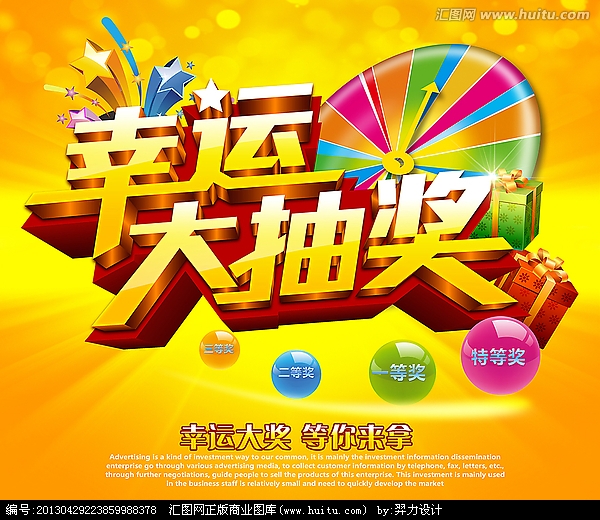 汇图网
www.huitu.com
幸运
大抽奖
三等奖
二等奖
一等奖
特等奖
幸运大奖 等你来拿
Advertising is a kind of investment way to our common, it is mainly the investment information dissemination
enterprise go through various advertising media, to collect customer information by telephone, fax, letters, etc.,
through further negotiations, guide people to sell the products of this enterprise. This investment is mainly used
in the business staff is relatively small and need to quickly develop the market
编号:20130429223859988378 汇图网正版商业图库( www.huitu.com ) by:羿力设计